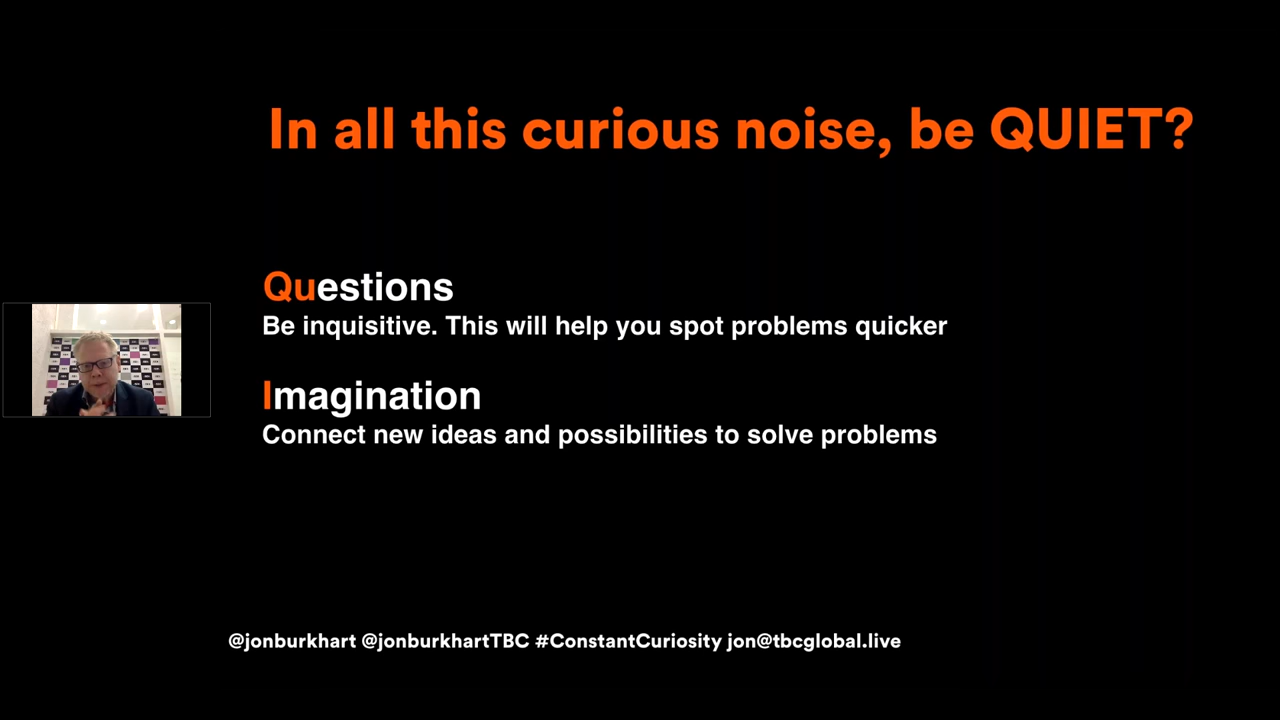 In all this curious noise, be QUIET?
Questions
Be inquisitive. This will help you spot problems quicker
Imagination
Connect new ideas and possibilities to solve problems
@jonburkhart @jonburkhartTBC #ConstantCuriosity jon@tbcglobal.live